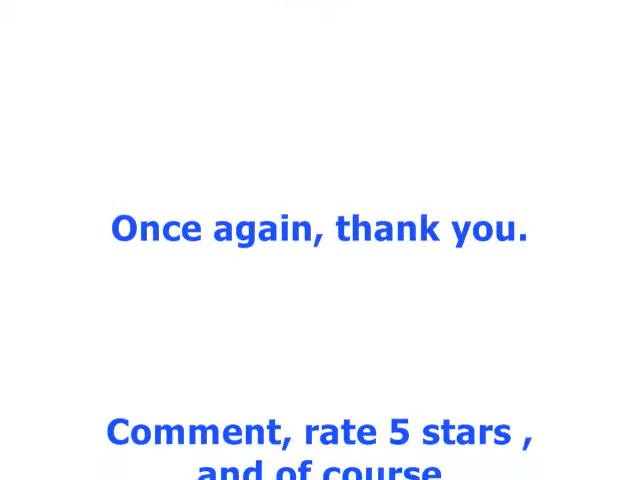 Once again, thank you.
Comment, rate 5 stars ,
and of course